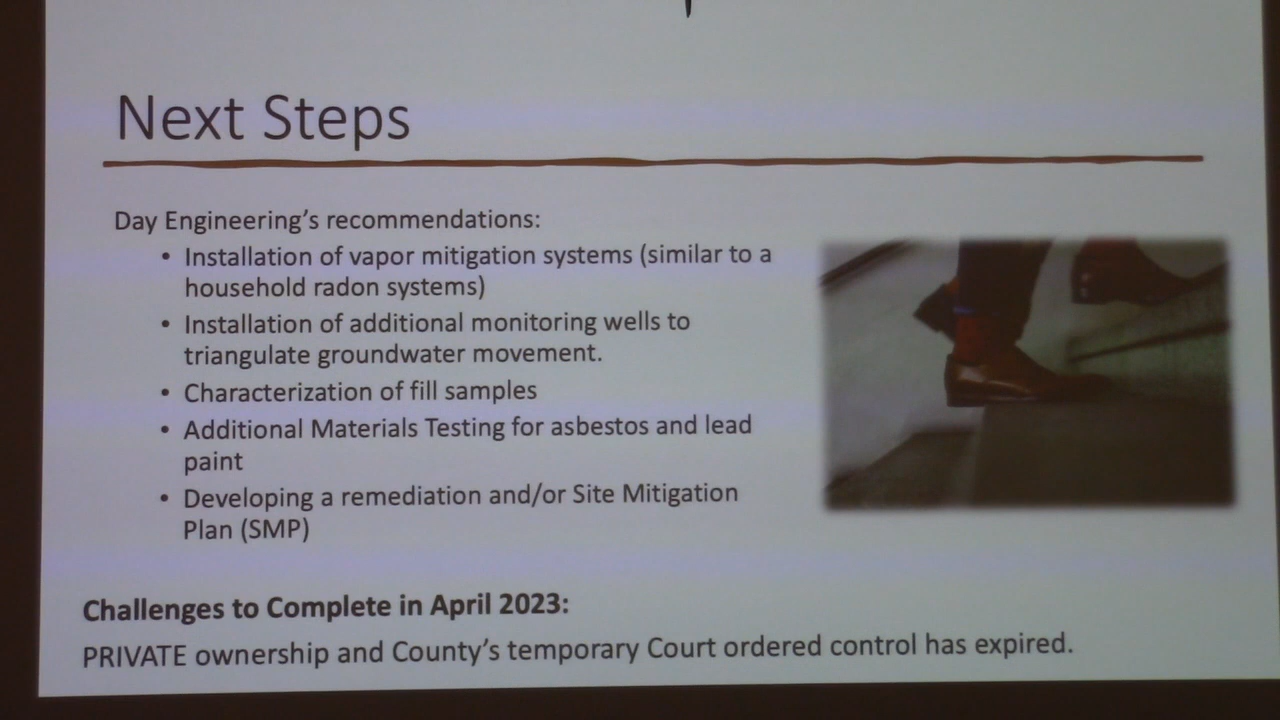 Next Steps
Day Engineering's recommendations:
• Installation of vapor mitigation systems (similar to a
household radon systems)
• Installation of additional monitoring wells to
triangulate groundwater movement.
• Characterization of fill samples
• Additional Materials Testing for asbestos and lead
paint
• Developing a remediation and/or Site Mitigation
Plan (SMP)
Challenges to Complete in April 2023:
PRIVATE ownership and County's temporary Court ordered control has expired.